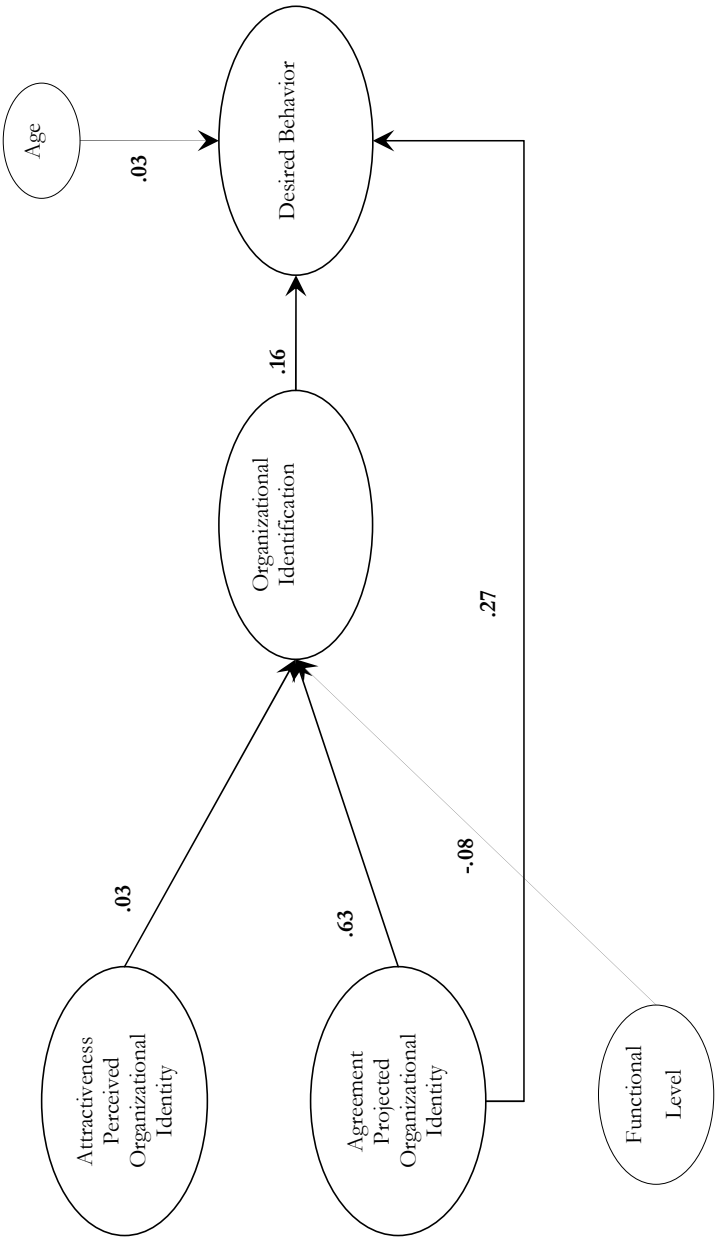 Attractiveness
Perceived
Organizational
Identity
.03
Agreement
Projected
Organizational
Identity
.63
Functional
Level
-.08
.27
Organizational
Identification
.16
Age
.03
Desired Behavior